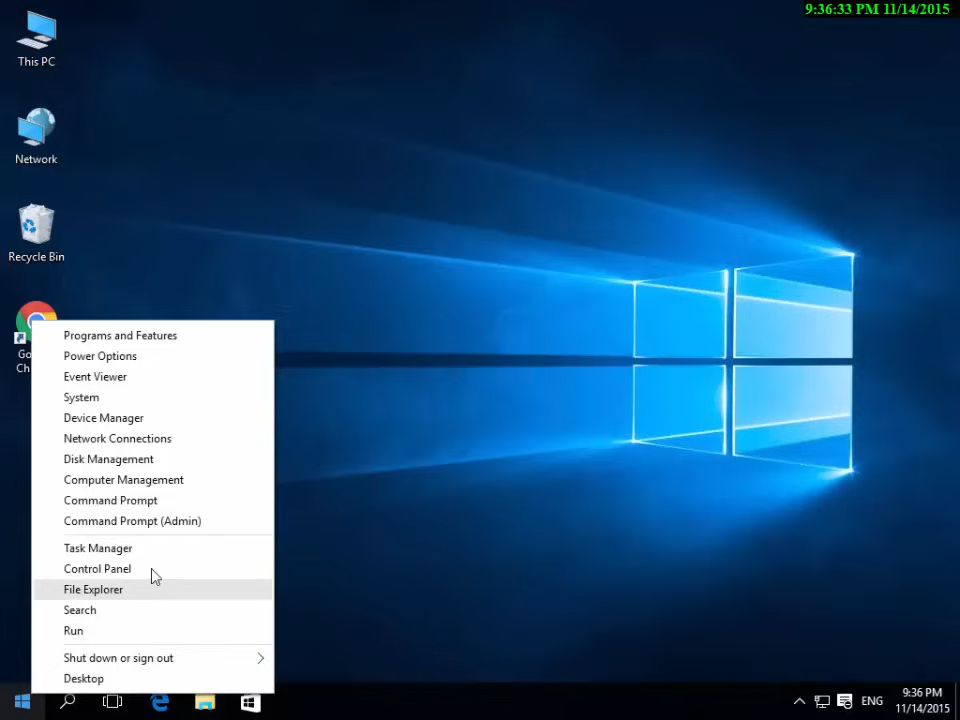 9:36:33 PM 11/14/2015
This PC
Network
Recycle Bin
Go
Ch
Programs and Features
Power Options
Event Viewer
System
Device Manager
Network Connections
Disk Management
Computer Management
Command Prompt
Command Prompt (Admin)
Task Manager
Control Panel
File Explorer
Search
Run
Shut down or sign out
Desktop
ENG
9:36 PM
11/14/2015